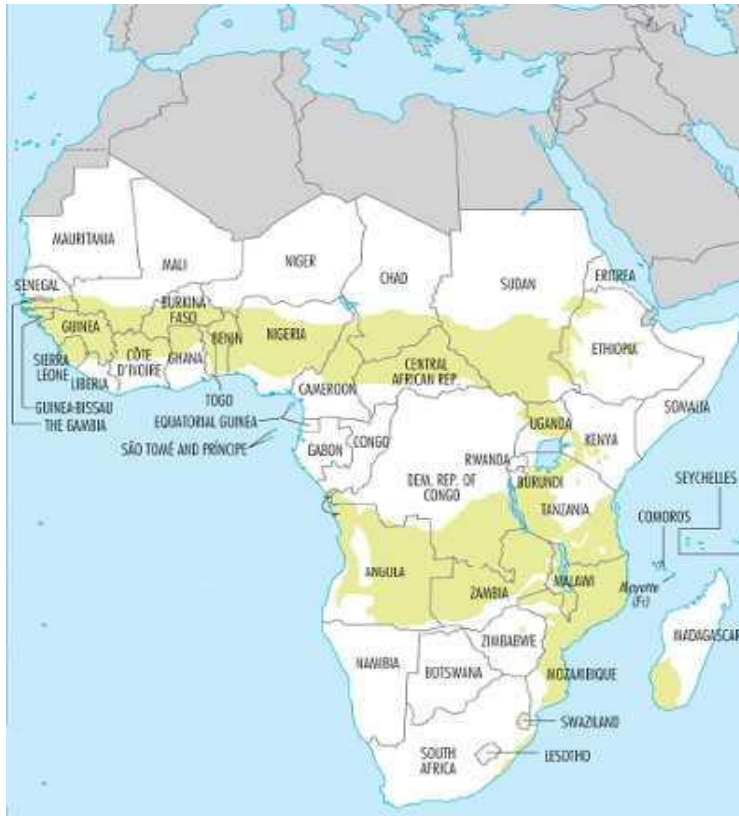 MAURITANIA
MALI
NIGER
CHAD
SUDAN
ERITREA
SENEGAL
BURKINA
FASO
GUINEA
BENIN
NIGERIA
ETHIOPIA
SIERRA
LEONE
CÔTE
D'IVOIRE
GHANA
CENTRAL
AFRICAN REP.
LIBERIA
CAMEROON
TOGO
SOMALIA
GUINEA-BISSAU
THE GAMBIA
EQUATORIAL GUINEA
UGANDA
KENYA
SÃO TOMÉ AND PRÍNCIPE
GABON
CONGO
RWANDA
DEM. REP. OF
CONGO
BURUNDI
SEYCHELLES
TANZANIA
COMOROS
ANGULA
ZAMBIA
MALAWI
Mayotte
(Fr)
ZIMBABWE
MADAGASCAR
NAMIBIA
BOTSWANA
MOZAMBIQUE
SWAZILAND
SOUTH
AFRICA
LESOTHO